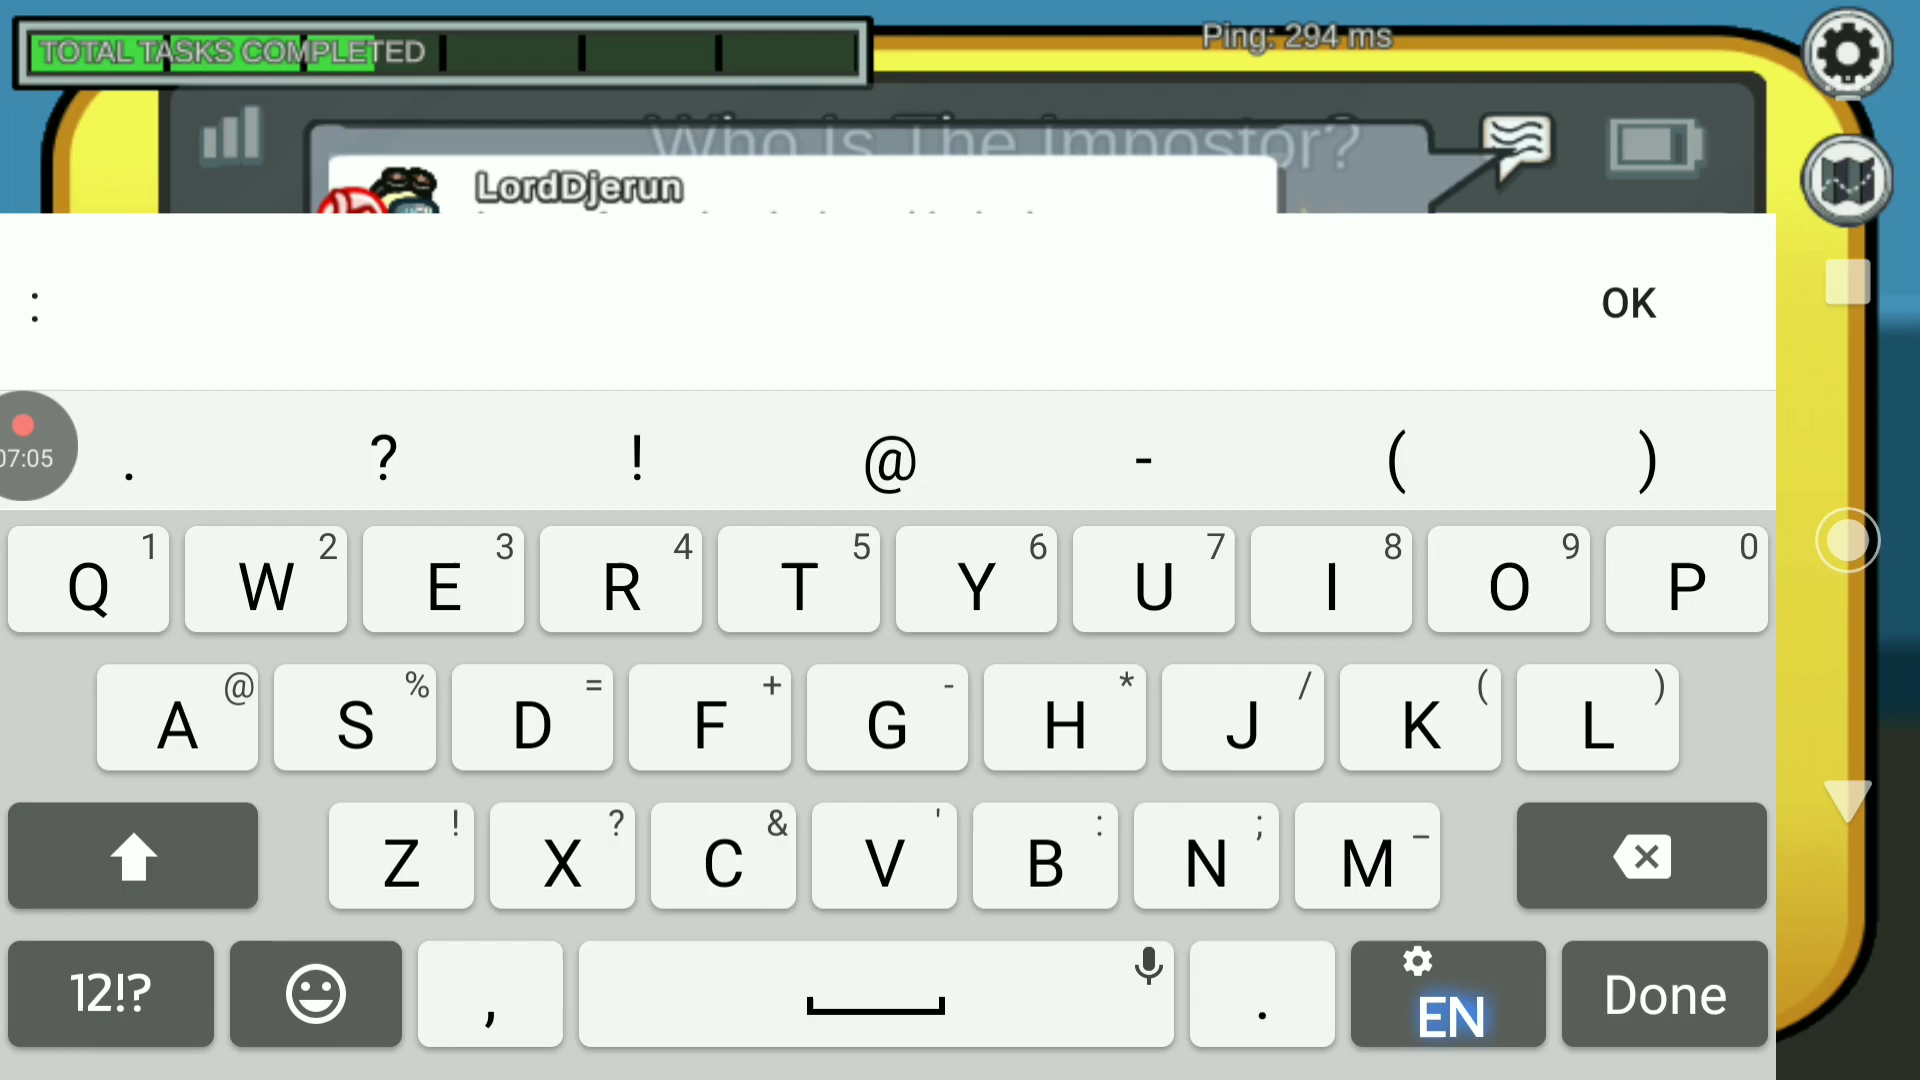 TOTAL TASKS COMPLETED
Ping: 294 ms
Who Is The Impostor?
LordDjerun
:
OK
07:05
. ? ! @ - ( )
1 2 3 4 5 6 7 8 9 0
Q W E R T Y U I O P
@ % = + - * / ( )
A S D F G H J K L
! ? & ' : ; _
Z X C V B N M
12!? , . EN Done